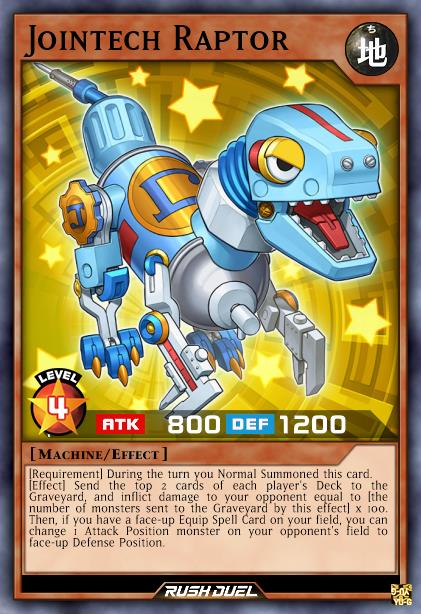 Jointech Raptor
ち
地
LEVEL
4
ATK 800 DEF 1200
[Machine/Effect]
[Requirement] During the turn you Normal Summoned this card.
[Effect] Send the top 2 cards of each player's Deck to the
Graveyard, and inflict damage to your opponent equal to [the
number of monsters sent to the Graveyard by this effect] x 100.
Then, if you have a face-up Equip Spell Card on your field, you can
change 1 Attack Position monster on your opponent's field to
face-up Defense Position.
RUSH DUEL